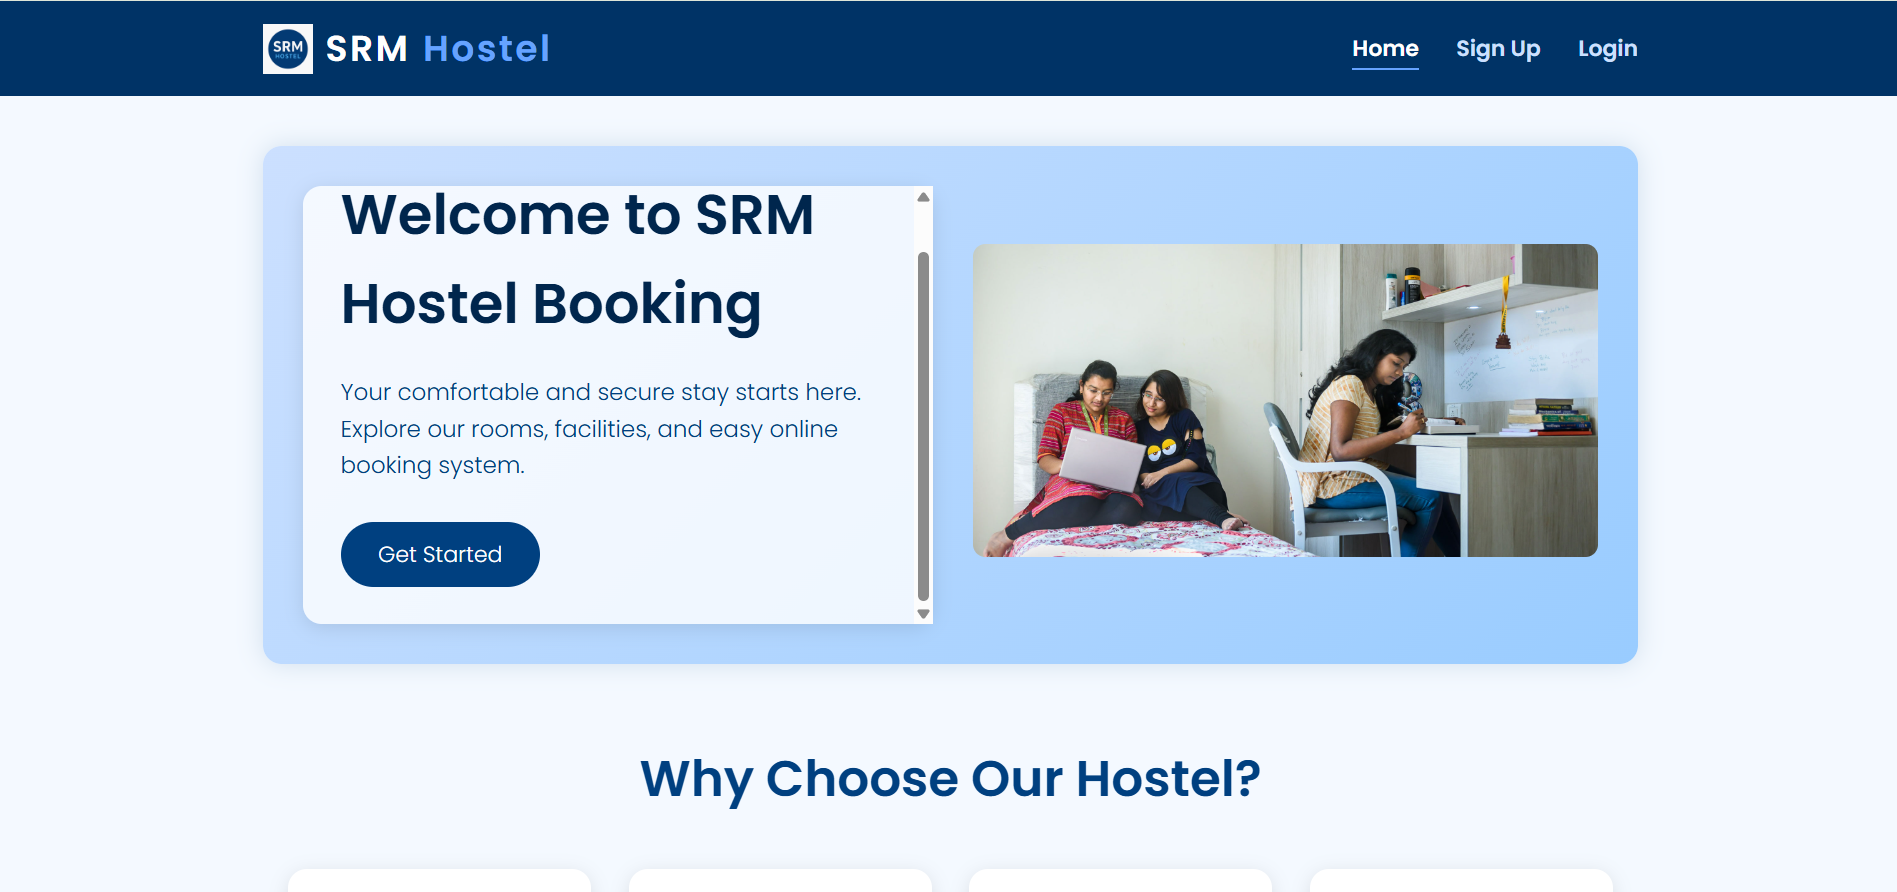 SRM
HOSTEL
SRM Hostel
Home
Sign Up
Login
Welcome to SRM
Hostel Booking
Your comfortable and secure stay starts here.
Explore our rooms, facilities, and easy online
booking system.
Get Started
Why Choose Our Hostel?